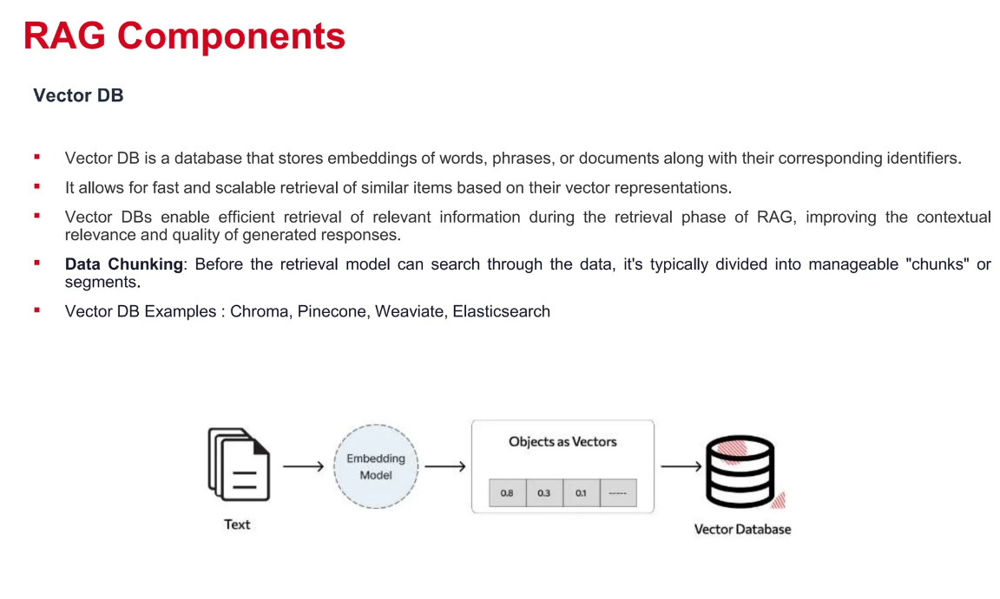 RAG Components
Vector DB
▪ Vector DB is a database that stores embeddings of words, phrases, or documents along with their corresponding identifiers.
▪ It allows for fast and scalable retrieval of similar items based on their vector representations.
▪ Vector DBs enable efficient retrieval of relevant information during the retrieval phase of RAG, improving the contextual
relevance and quality of generated responses.
▪ Data Chunking: Before the retrieval model can search through the data, it's typically divided into manageable "chunks" or
segments.
▪ Vector DB Examples : Chroma, Pinecone, Weaviate, Elasticsearch
Text
Embedding
Model
Objects as Vectors
0.8 0.3 0.1 -----
Vector Database